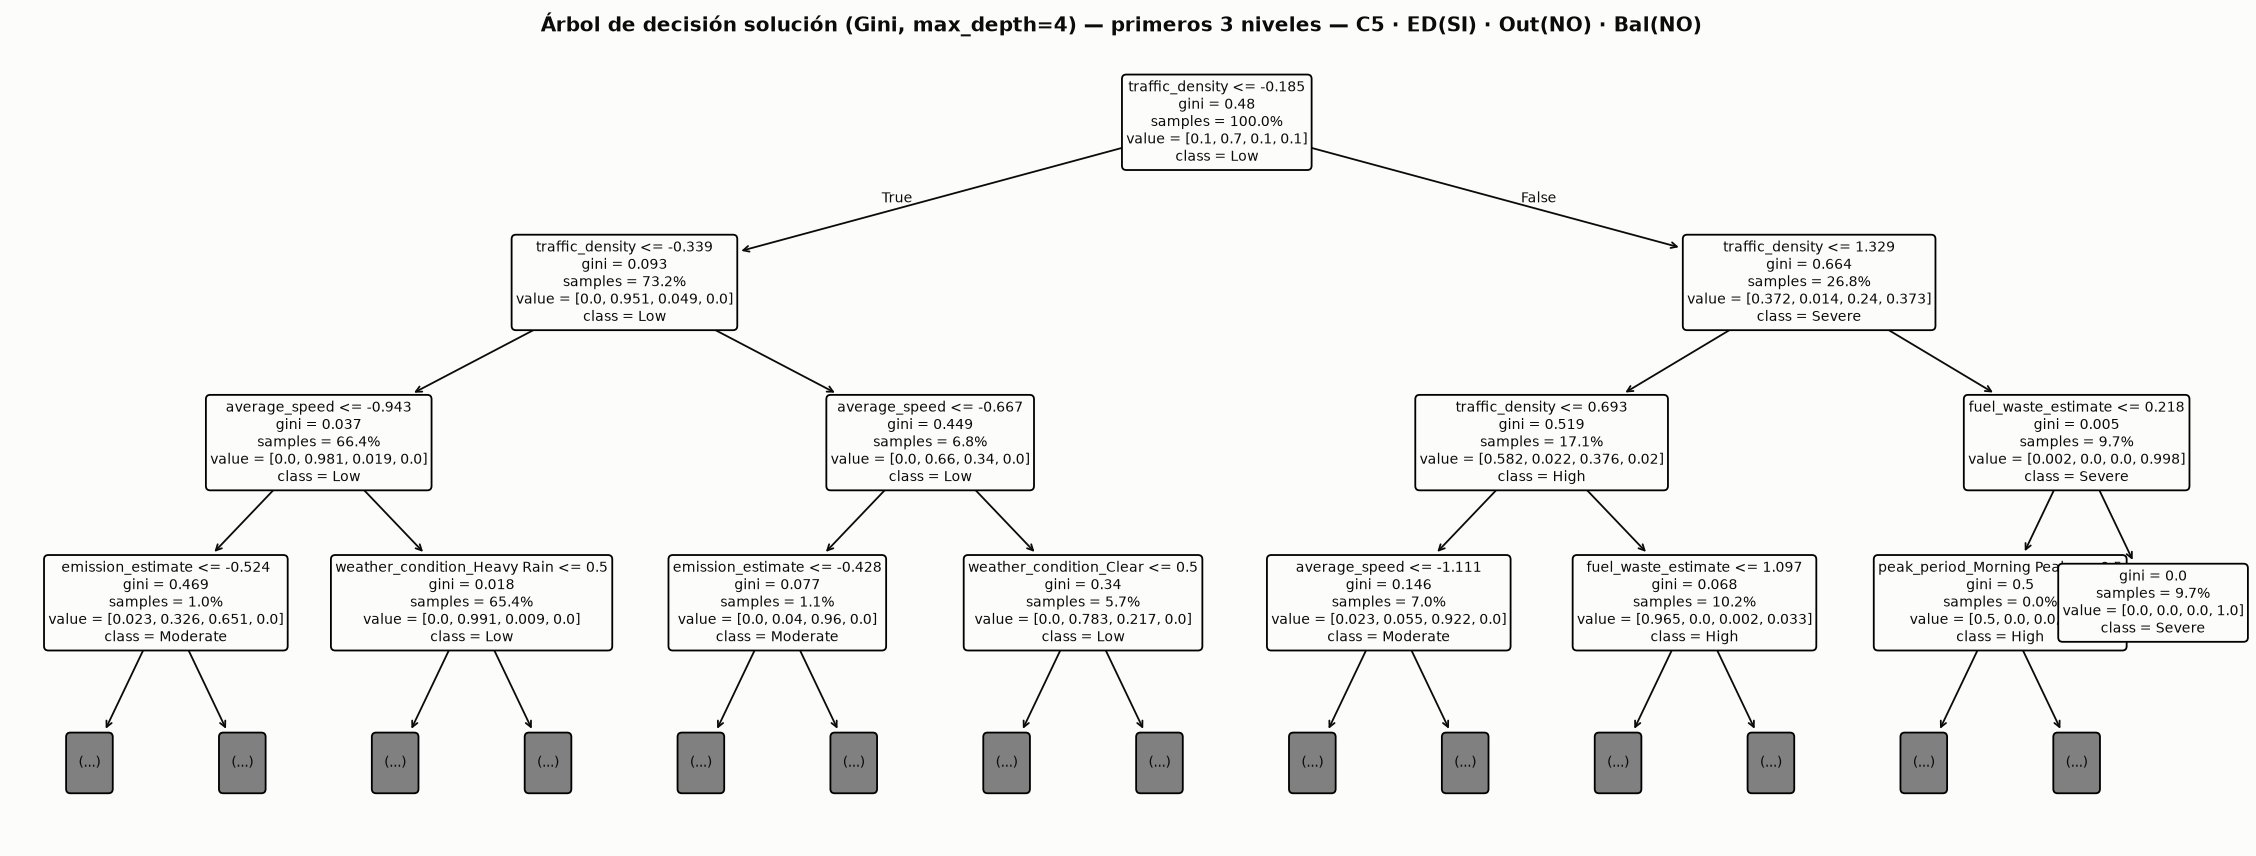 Árbol de decisión solución (Gini, max_depth=4) — primeros 3 niveles — C5 · ED(SI) · Out(NO) · Bal(NO)
traffic_density <= -0.185
gini = 0.48
samples = 100.0%
value = [0.1, 0.7, 0.1, 0.1]
class = Low
True
False
traffic_density <= -0.339
gini = 0.093
samples = 73.2%
value = [0.0, 0.951, 0.049, 0.0]
class = Low
traffic_density <= 1.329
gini = 0.664
samples = 26.8%
value = [0.372, 0.014, 0.24, 0.373]
class = Severe
average_speed <= -0.943
gini = 0.037
samples = 66.4%
value = [0.0, 0.981, 0.019, 0.0]
class = Low
average_speed <= -0.667
gini = 0.449
samples = 6.8%
value = [0.0, 0.66, 0.34, 0.0]
class = Low
traffic_density <= 0.693
gini = 0.519
samples = 17.1%
value = [0.582, 0.022, 0.376, 0.02]
class = High
fuel_waste_estimate <= 0.218
gini = 0.005
samples = 9.7%
value = [0.002, 0.0, 0.0, 0.998]
class = Severe
emission_estimate <= -0.524
gini = 0.469
samples = 1.0%
value = [0.023, 0.326, 0.651, 0.0]
class = Moderate
weather_condition_Heavy Rain <= 0.5
gini = 0.018
samples = 65.4%
value = [0.0, 0.991, 0.009, 0.0]
class = Low
emission_estimate <= -0.428
gini = 0.077
samples = 1.1%
value = [0.0, 0.04, 0.96, 0.0]
class = Moderate
weather_condition_Clear <= 0.5
gini = 0.34
samples = 5.7%
value = [0.0, 0.783, 0.217, 0.0]
class = Low
average_speed <= -1.111
gini = 0.146
samples = 7.0%
value = [0.023, 0.055, 0.922, 0.0]
class = Moderate
fuel_waste_estimate <= 1.097
gini = 0.068
samples = 10.2%
value = [0.965, 0.0, 0.002, 0.033]
class = High
peak_period_Morning
gini = 0.5
samples = 0.0%
value = [0.5, 0.0,
class = High
gini = 0.0
samples = 9.7%
value = [0.0, 0.0, 0.0, 1.0]
class = Severe
(...)
(...)
(...)
(...)
(...)
(...)
(...)
(...)
(...)
(...)
(...)
(...)
(...)
(...)